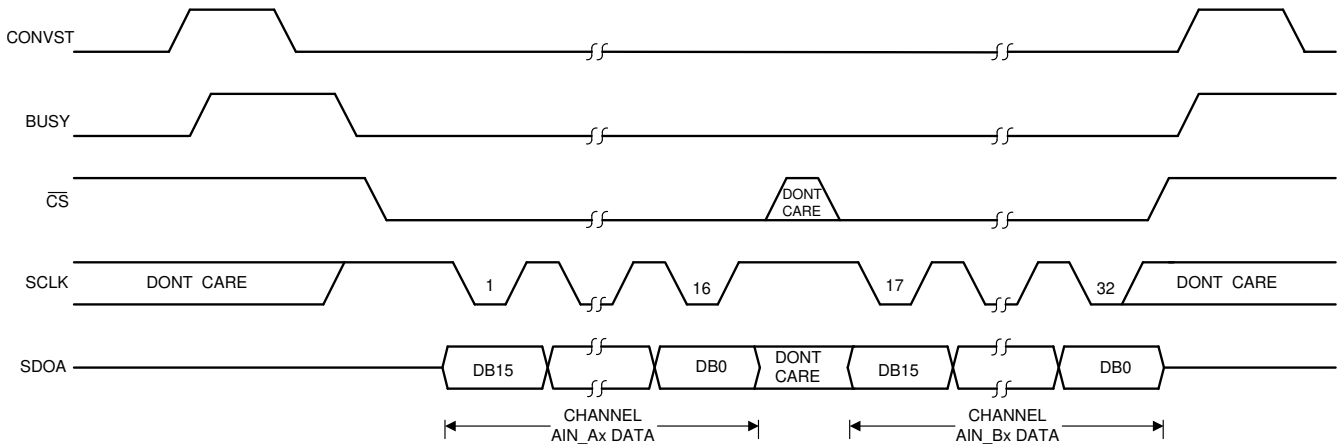 CONVST
BUSY
DONT
CARE
CS
SCLK
DONT CARE
1
16
17
32
DONT CARE
SDOA
DB15
DB0
DONT
CARE
DB15
DB0
CHANNEL
AIN_Ax DATA
CHANNEL
AIN_Bx DATA